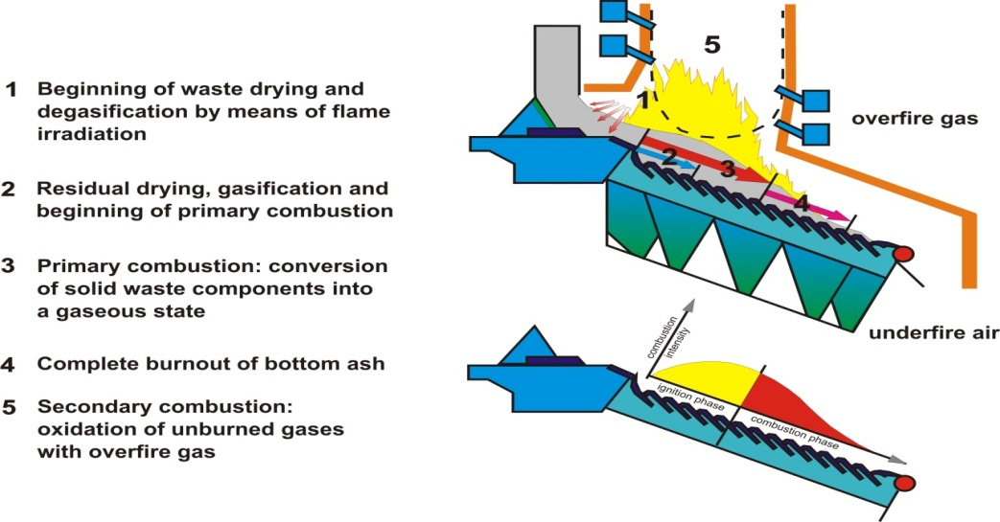 1 Beginning of waste drying and
degasification by means of flame
irradiation
2 Residual drying, gasification and
beginning of primary combustion
3 Primary combustion: conversion
of solid waste components into
a gaseous state
4 Complete burnout of bottom ash
5 Secondary combustion:
oxidation of unburned gases
with overfire gas
5
1
overfire gas
2
3
4
underfire air
combustion
intensity
ignition phase
combustion phase